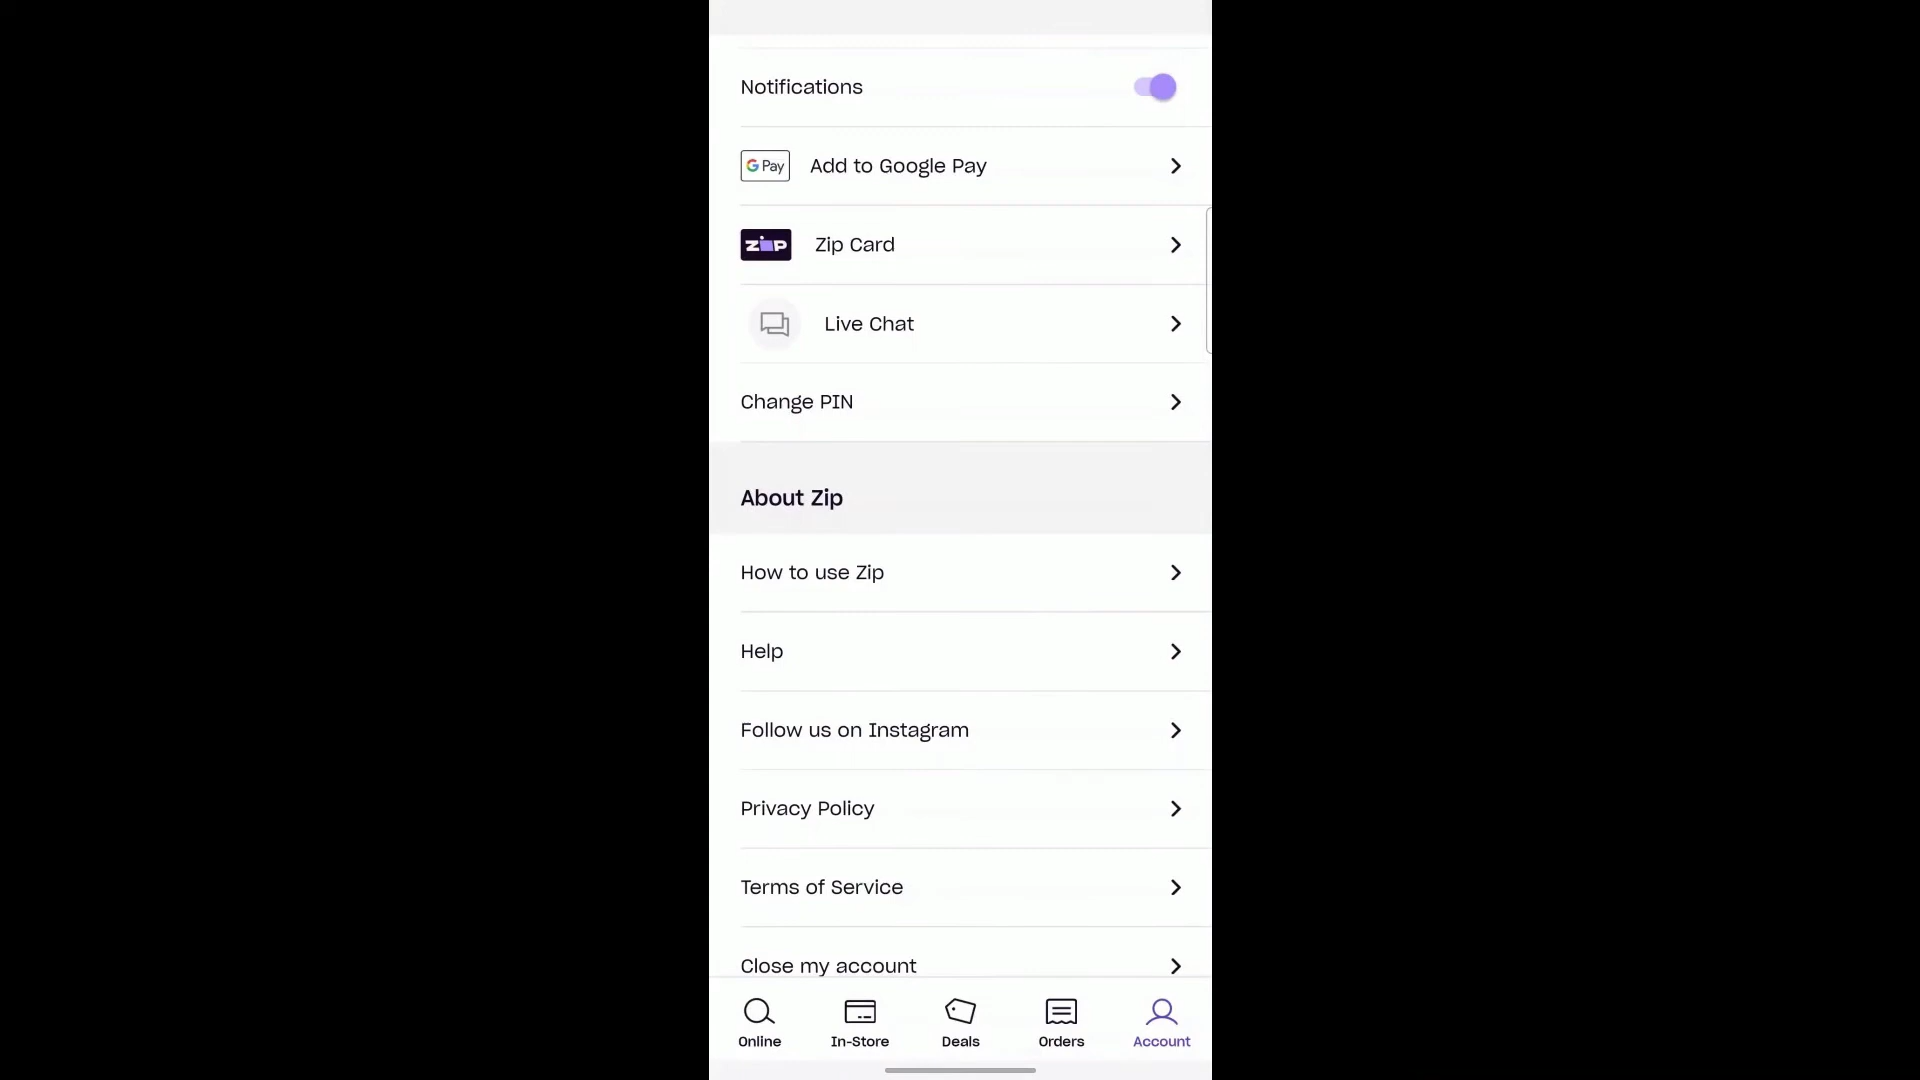 Notifications
G Pay Add to Google Pay
zip Zip Card
Live Chat
Change PIN
About Zip
How to use Zip
Help
Follow us on Instagram
Privacy Policy
Terms of Service
Close my account
Online In-Store Deals Orders Account